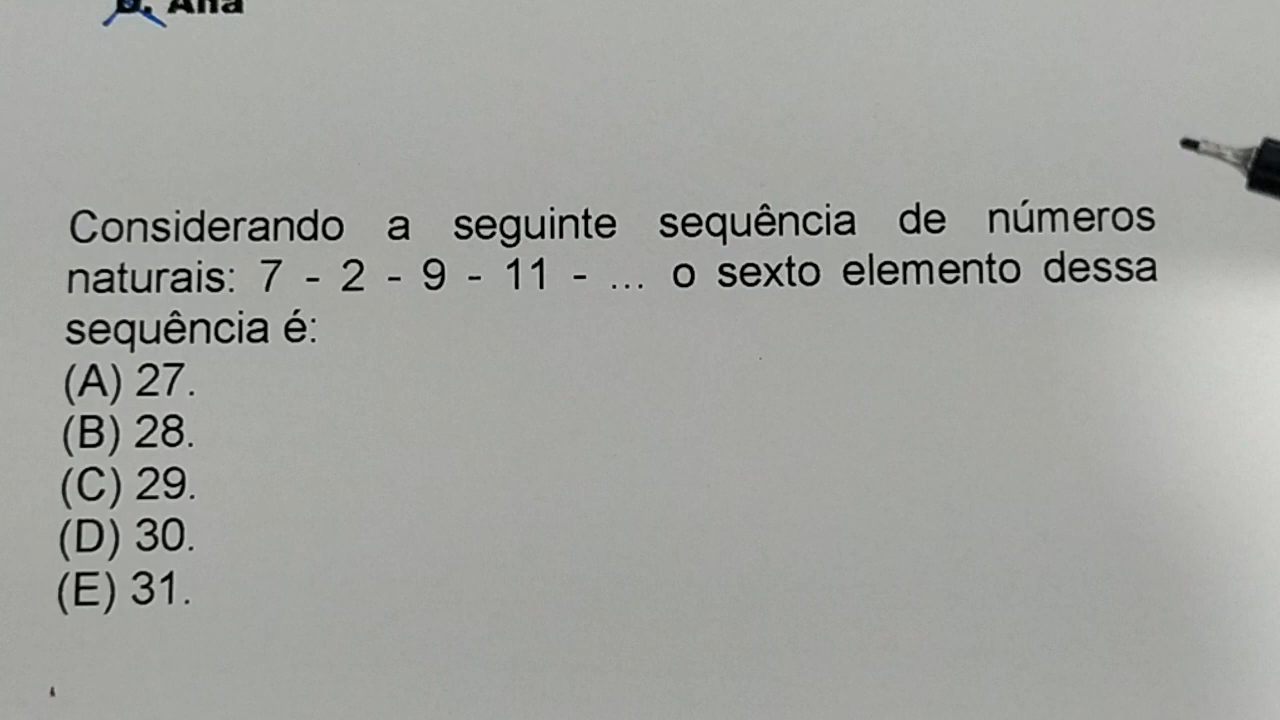 D. Ana
Considerando a seguinte sequência de números
naturais: 7 - 2 - 9 - 11 - ... o sexto elemento dessa
sequência é:
(A) 27.
(B) 28.
(C) 29.
(D) 30.
(E) 31.